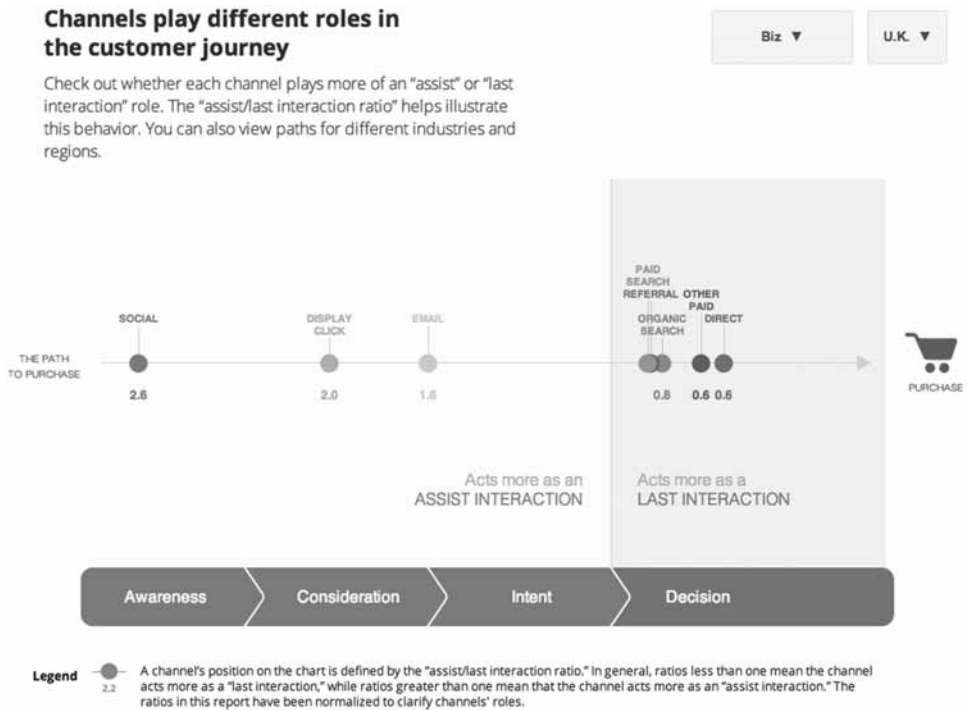 Channels play different roles in
the customer journey
Biz ▼
U.K. ▼
Check out whether each channel plays more of an “assist” or “last
interaction” role. The “assist/last interaction ratio” helps illustrate
this behavior. You can also view paths for different industries and
regions.
PAID
SEARCH
REFERRAL OTHER
PAID
SOCIAL
DISPLAY
CLICK
EMAIL
ORGANIC
SEARCH
DIRECT
THE PATH
TO PURCHASE
2.6
2.0
1.6
0.8
0.6
0.6
PURCHASE
Acts more as an
ASSIST INTERACTION
Acts more as a
LAST INTERACTION
Awareness
Consideration
Intent
Decision
Legend
2.2
A channel's position on the chart is defined by the “assist/last interaction ratio.” In general, ratios less than one mean the channel
acts more as a “last interaction,” while ratios greater than one mean that the channel acts more as an “assist interaction.” The
ratios in this report have been normalized to clarify channels' roles.